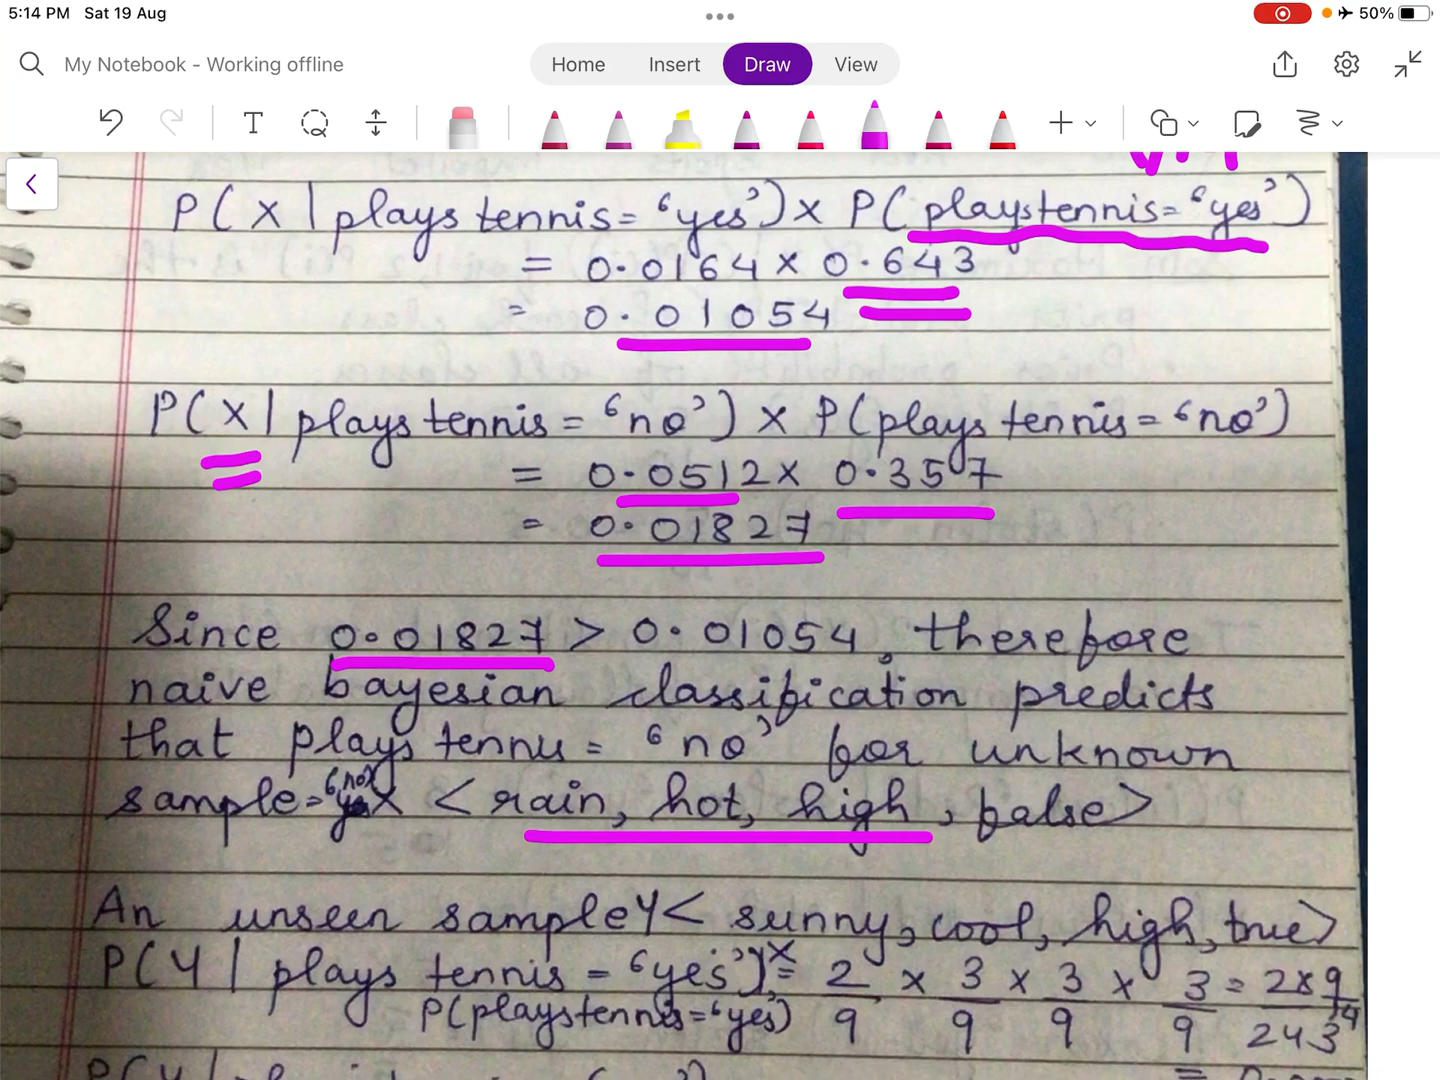 5:14 PM Sat 19 Aug
50%
My Notebook - Working offline
Home Insert Draw View
P(X | plays tennis = 'yes') x P(plays tennis = 'yes')
= 0.0164 x 0.643
= 0.01054
P(X | plays tennis = 'no') x P(plays tennis = 'no')
= 0.0512 x 0.357
= 0.01827
Since 0.01827 > 0.01054, therefore
naive bayesian classification predicts
that plays tennis = 'no' for unknown
'no'
sample = X < rain, hot, high, false>
An unseen sample Y < sunny, cool, high, true>
P(Y | plays tennis = 'yes') x = 2/9 x 3/9 x 3/9 x 3/9 =
P(plays tennis = 'yes')